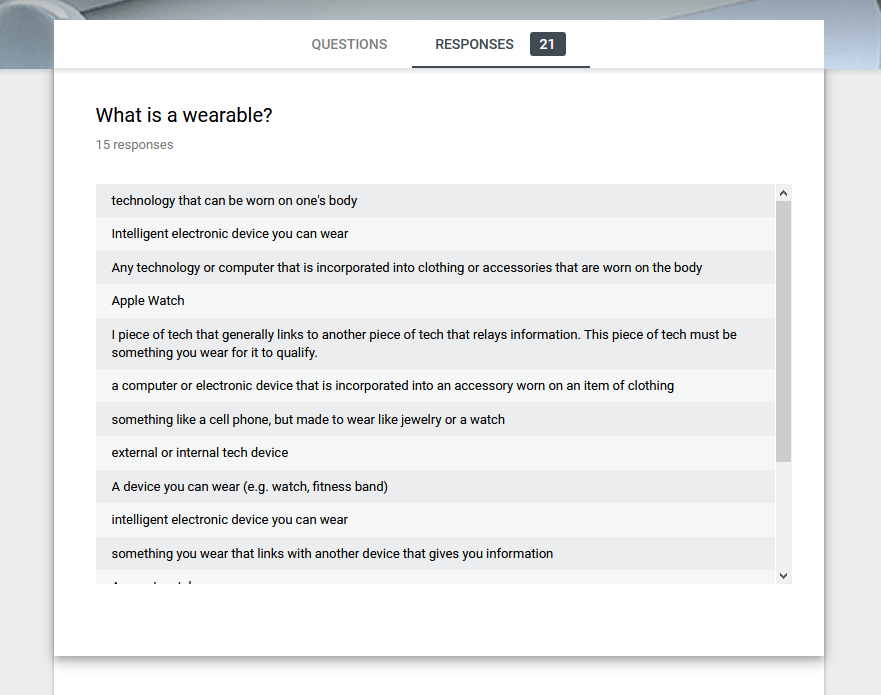 QUESTIONS RESPONSES 21
What is a wearable?
15 responses
technology that can be worn on one's body
Intelligent electronic device you can wear
Any technology or computer that is incorporated into clothing or accessories that are worn on the body
Apple Watch
I piece of tech that generally links to another piece of tech that relays information. This piece of tech must be
something you wear for it to qualify.
a computer or electronic device that is incorporated into an accessory worn on an item of clothing
something like a cell phone, but made to wear like jewelry or a watch
external or internal tech device
A device you can wear (e.g. watch, fitness band)
intelligent electronic device you can wear
something you wear that links with another device that gives you information